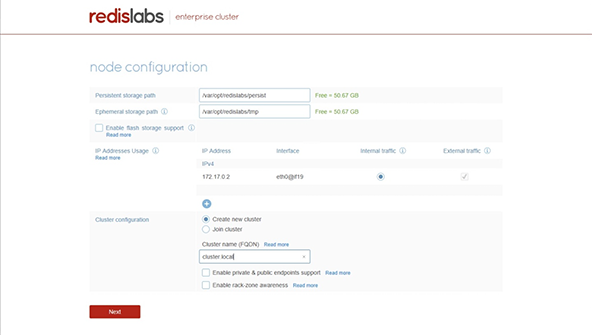 redislabs enterprise cluster
node configuration
Persistent storage path /var/opt/redislabs/persist Free = 50.67 GB
Ephemeral storage path /var/opt/redislabs/tmp Free = 50.67 GB
Enable flash storage support
Read more
IP Addresses Usage IP Address Interface Internal traffic External traffic
Read more
IPv4
172.17.0.2 eth0@if19
Cluster configuration Create new cluster
Join cluster
Cluster name (FQDN) Read more
cluster.local
Enable private & public endpoints support Read more
Enable rack-zone awareness Read more
Next